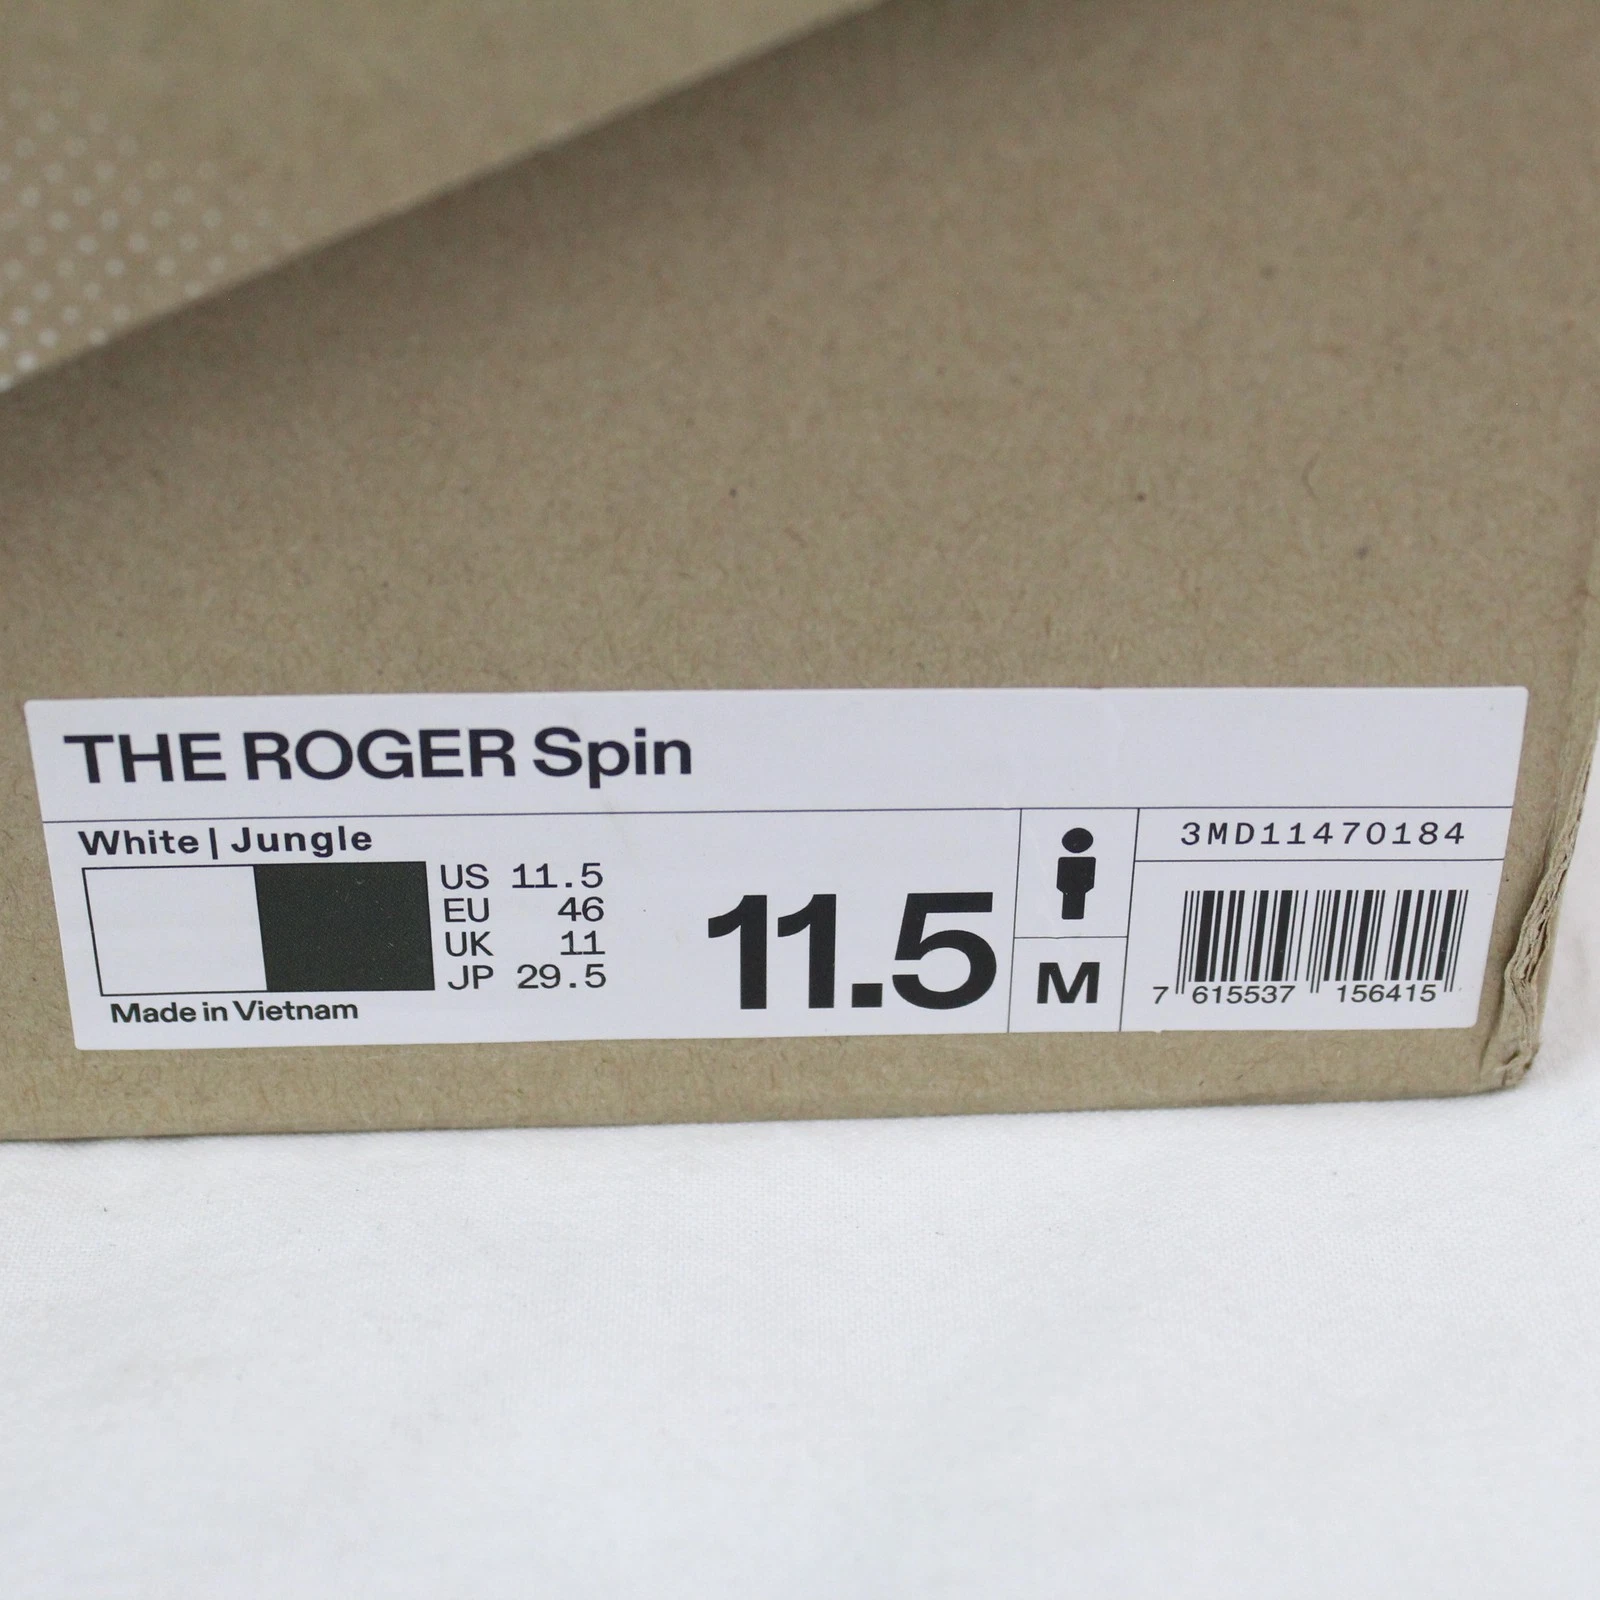 THE ROGER Spin
White | Jungle
US 11.5
EU 46
UK 11
JP 29.5
Made in Vietnam
11.5
M
3MD11470184
7 615537 156415